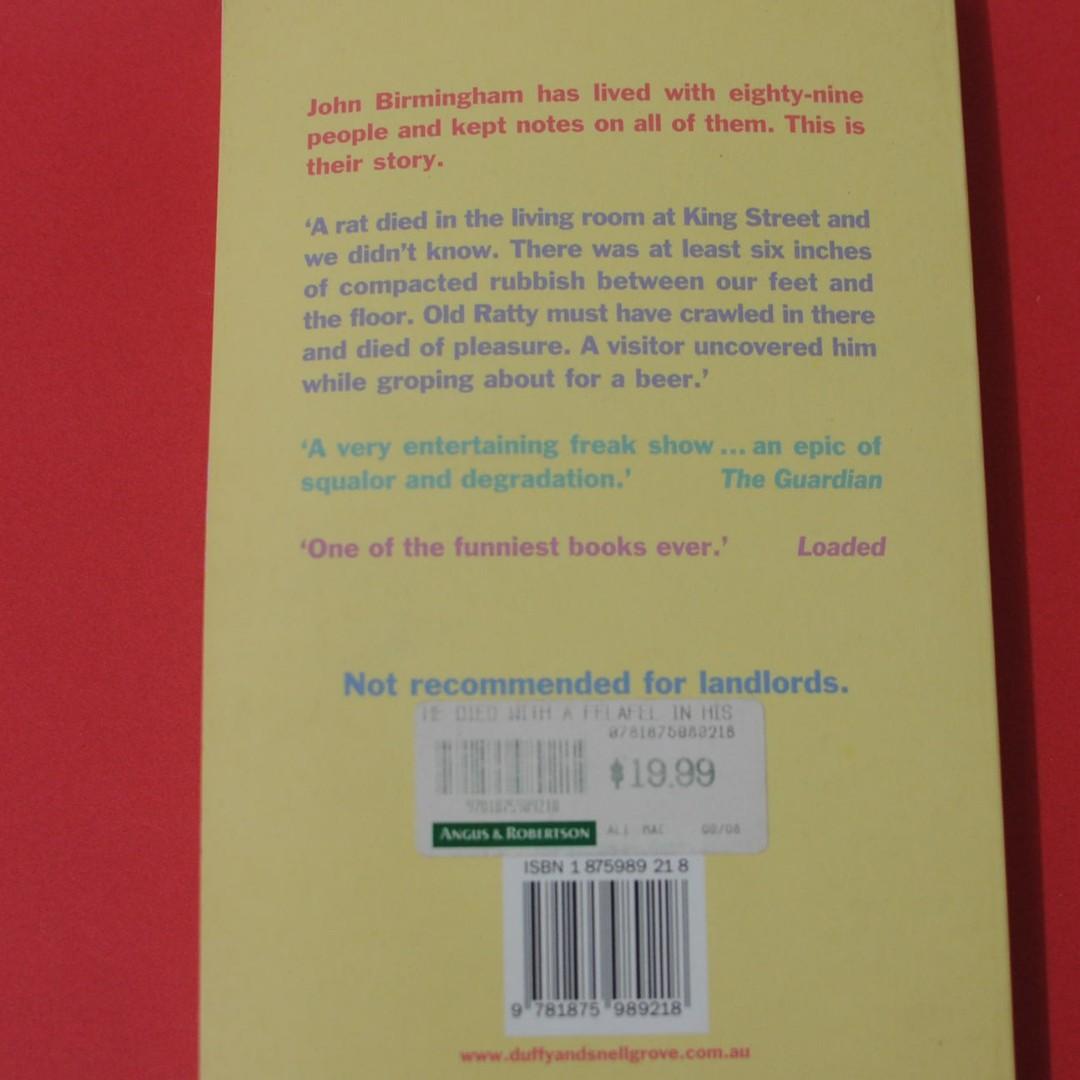 John Birmingham has lived with eighty-nine
people and kept notes on all of them. This is
their story.
‘A rat died in the living room at King Street and
we didn’t know. There was at least six inches
of compacted rubbish between our feet and
the floor. Old Ratty must have crawled in there
and died of pleasure. A visitor uncovered him
while groping about for a beer.’
‘A very entertaining freak show... an epic of
squalor and degradation.’ The Guardian
‘One of the funniest books ever.’ Loaded
Not recommended for landlords.
HE DIED WITH A FELAFEL IN HIS
9781875989218
$19.99
9781875989218
ANGUS & ROBERTSON
ISBN 1 875989 21 8
9 781875 989218
www.duffyandsnellgrove.com.au